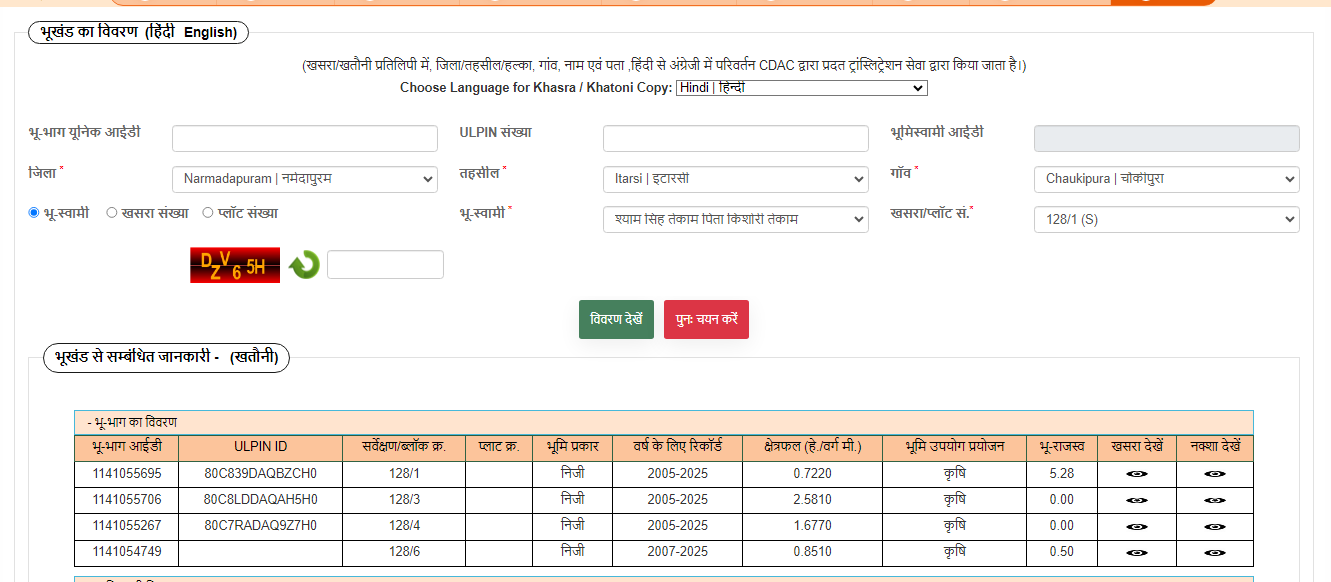 भूखंड का विवरण (हिंदी English)
(खसरा/खतौनी प्रतिलिपी में, जिला/तहसील/हल्का, गांव, नाम एवं पता ,हिंदी से अंग्रेजी में परिवर्तन CDAC द्वारा प्रदत ट्रांस्लिट्रेशन सेवा द्वारा किया जाता है।)
Choose Language for Khasra / Khatoni Copy: Hindi | हिन्दी
भू-भाग यूनिक आईडी ULPIN संख्या भूमिस्वामी आईडी
जिला * Narmadapuram | नर्मदापुरम तहसील * Itarsi | इटारसी गॉव * Chaukipura | चौकीपुरा
भू-स्वामी खसरा संख्या प्लॉट संख्या भू-स्वामी * श्याम सिंह तेकाम पिता किशोरी तेकाम खसरा/प्लॉट सं.* 128/1 (S)
DZV65H
विवरण देखें पुनः चयन करें
भूखंड से सम्बंधित जानकारी - (खतौनी)
- भू-भाग का विवरण
भू-भाग आईडी ULPIN ID सर्वेक्षण/ब्लॉक क्र. प्लाट क्र. भूमि प्रकार वर्ष के लिए रिकॉर्ड क्षेत्रफल (हे./वर्ग मी.) भूमि उपयोग प्रयोजन भू-राजस्व खसरा देखें नक्शा देखें
1141055695 80C839DAQBZCH0 128/1 निजी 2005-2025 0.7220 कृषि 5.28
1141055706 80C8LDDAQAH5H0 128/3 निजी 2005-2025 2.5810 कृषि 0.00
1141055267 80C7RADAQ9Z7H0 128/4 निजी 2005-2025 1.6770 कृषि 0.00
1141054749 128/6 निजी 2007-2025 0.8510 कृषि 0.50